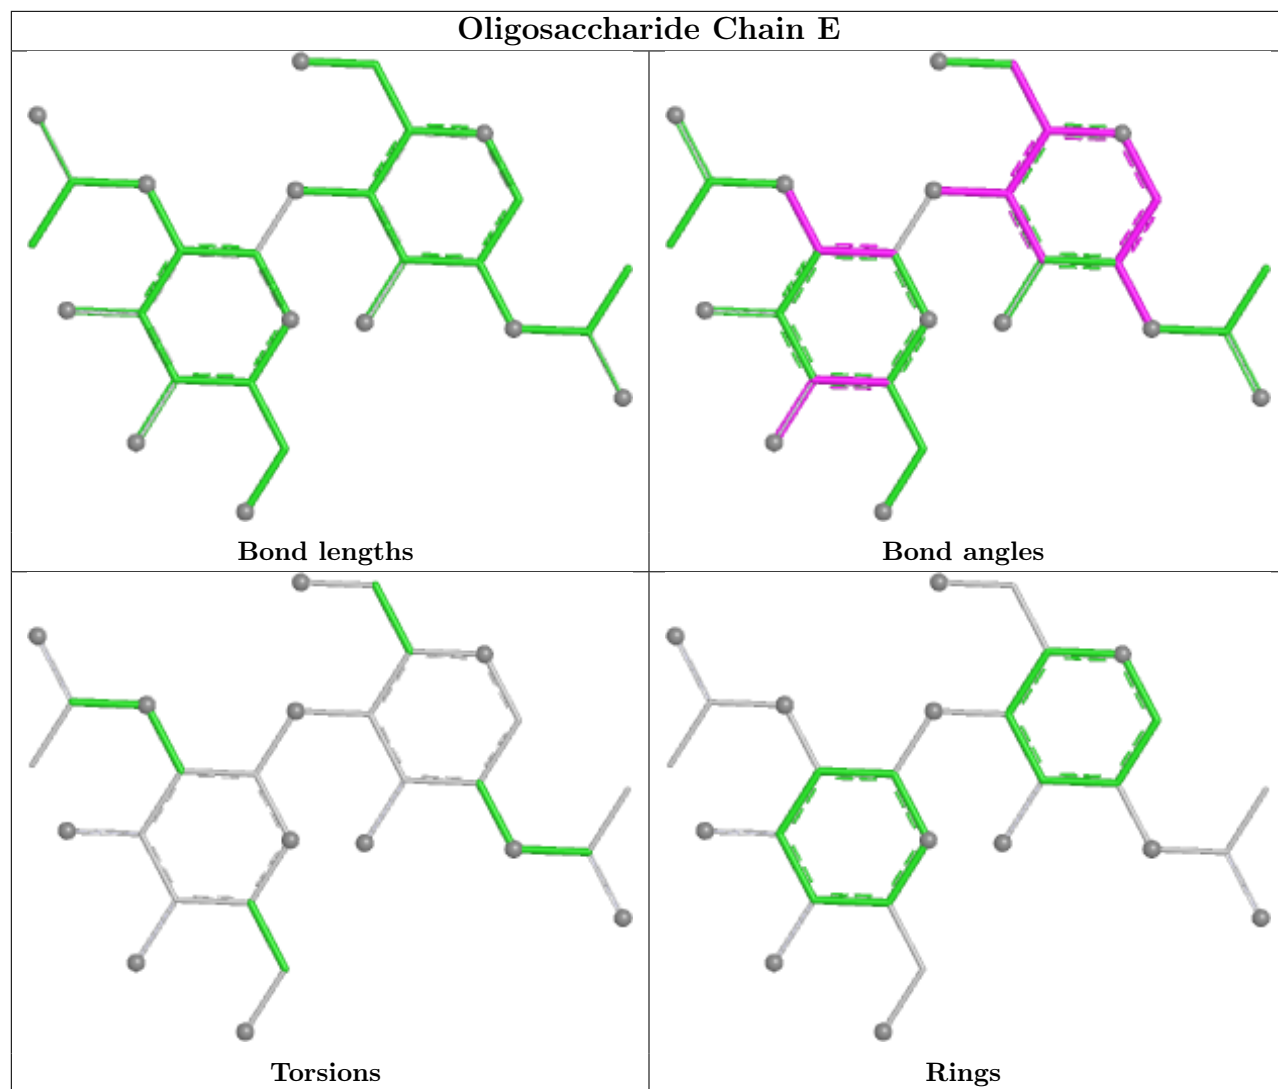 Oligosaccharide Chain E
Bond lengths
Bond angles
Torsions
Rings